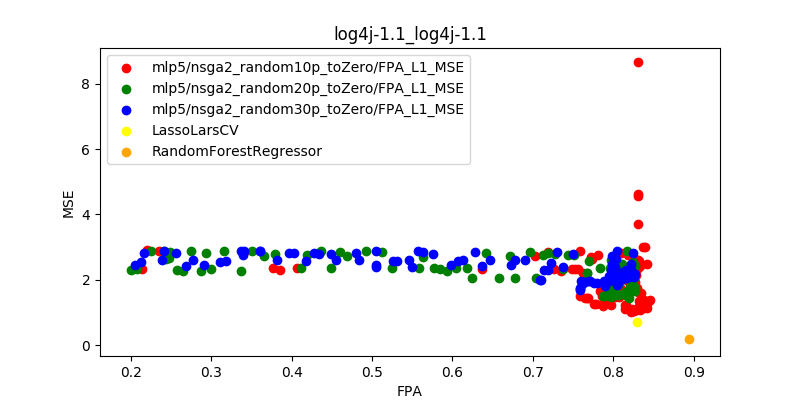 log4j-1.1_log4j-1.1
mlp5/nsga2_random10p_toZero/FPA_L1_MSE
mlp5/nsga2_random20p_toZero/FPA_L1_MSE
mlp5/nsga2_random30p_toZero/FPA_L1_MSE
LassoLarsCV
RandomForestRegressor
MSE
8
6
4
2
0
0.2 0.3 0.4 0.5 0.6 0.7 0.8 0.9
FPA